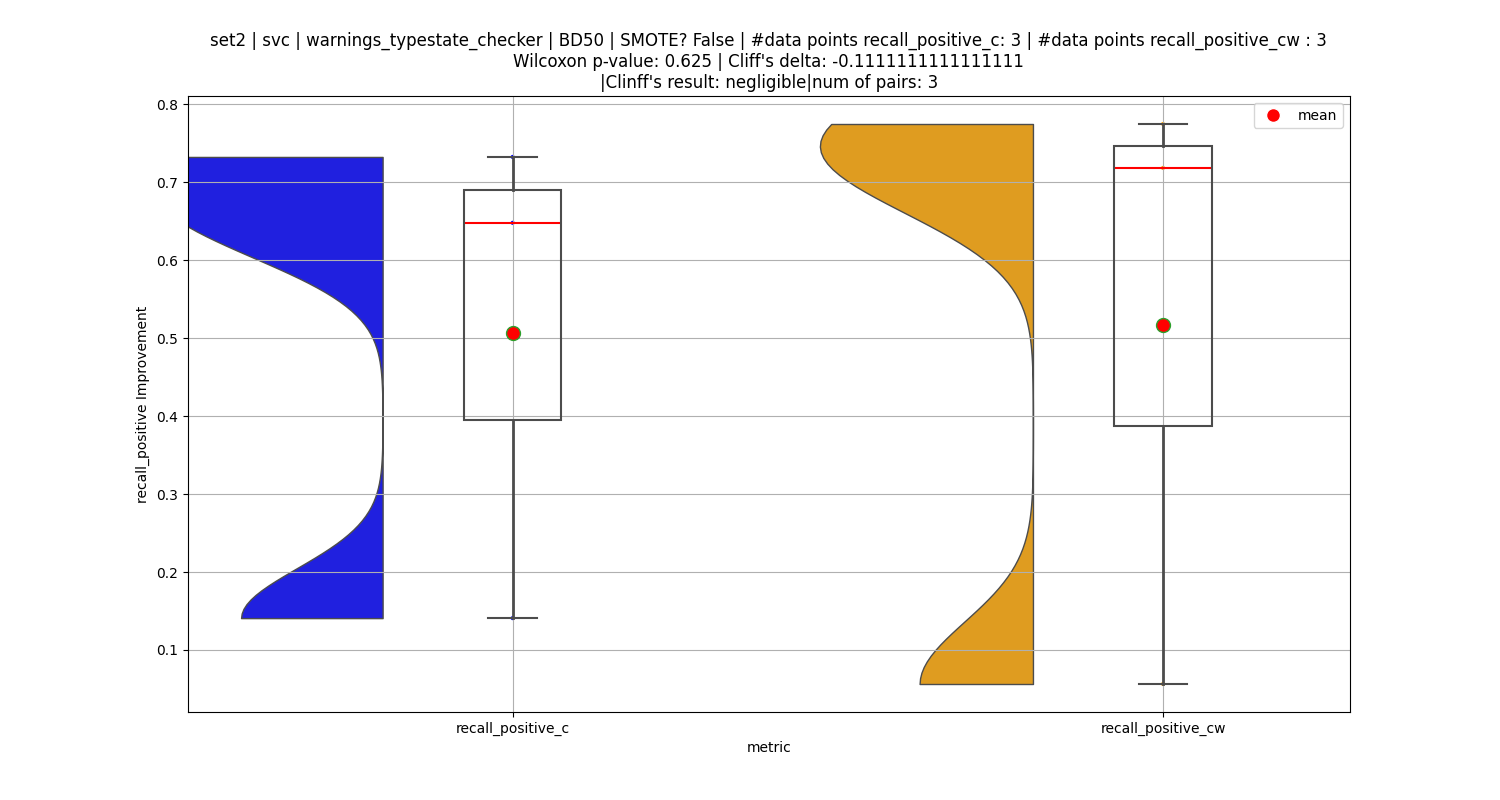 set2 | svc | warnings_typestate_checker | BD50 | SMOTE? False | #data points recall_positive_c: 3 | #data points recall_positive_cw : 3
Wilcoxon p-value: 0.625 | Cliff's delta: -0.1111111111111111
|Clinff's result: negligible|num of pairs: 3
mean
0.8
0.7
0.6
0.5
0.4
0.3
0.2
0.1
recall_positive Improvement
recall_positive_c
recall_positive_cw
metric